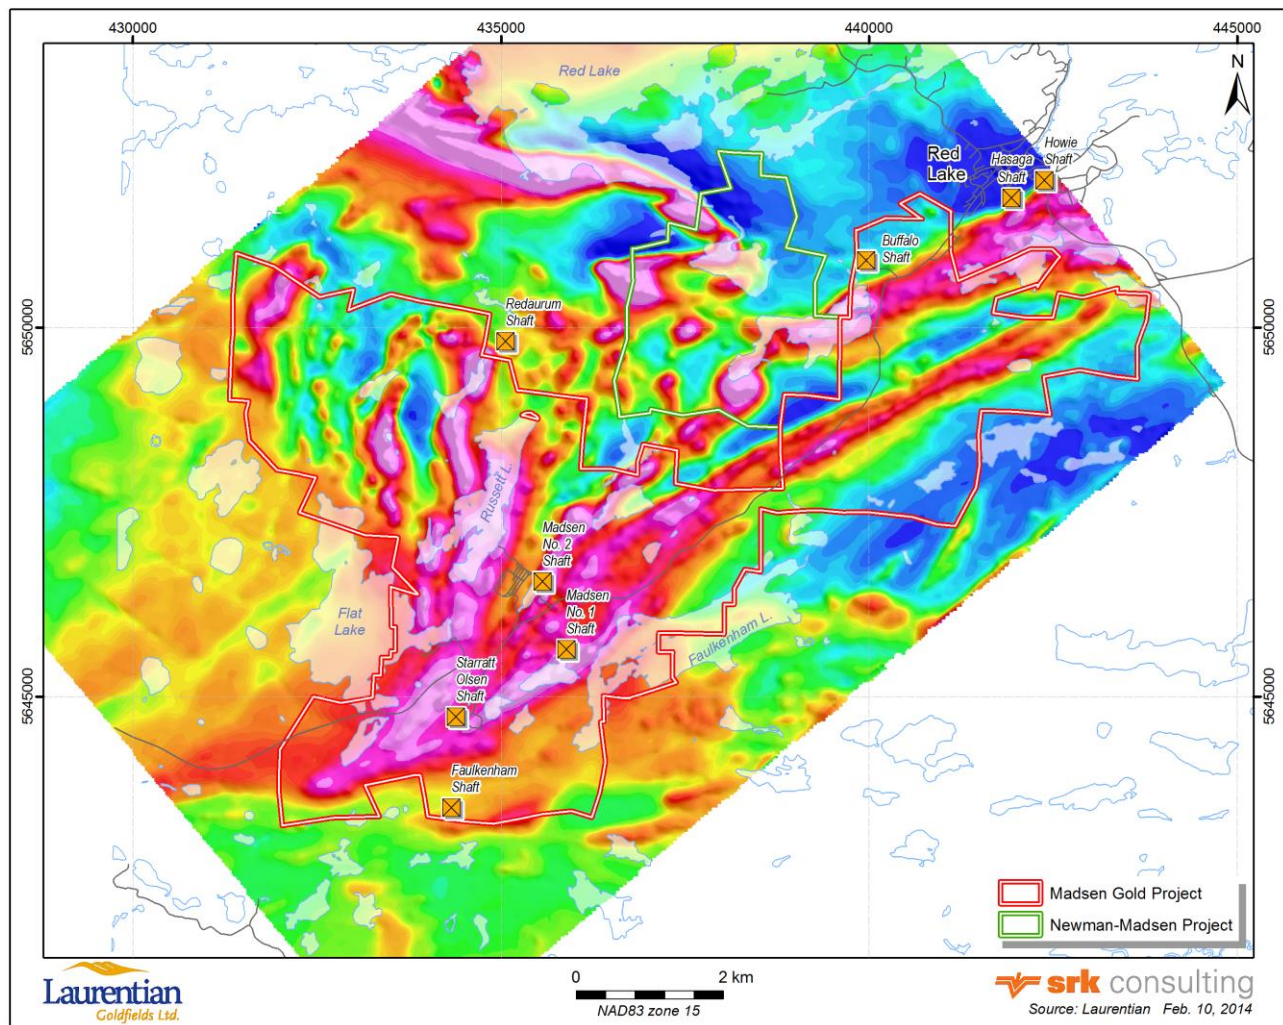 430000
435000
440000
445000
N
Red Lake
Red
Lake
Howie
Shaft
Hasaga
Shaft
Buffalo
Shaft
Redaurum
Shaft
5650000
5650000
Russett L.
Madsen
No. 2
Shaft
Madsen
No. 1
Shaft
Flat
Lake
Faulkenham L.
Starratt
Olsen
Shaft
5645000
5645000
Faulkenham
Shaft
Madsen Gold Project
Newman-Madsen Project
Laurentian
Goldfields Ltd.
0 2 km
NAD83 zone 15
srk consulting
Source: Laurentian Feb. 10, 2014